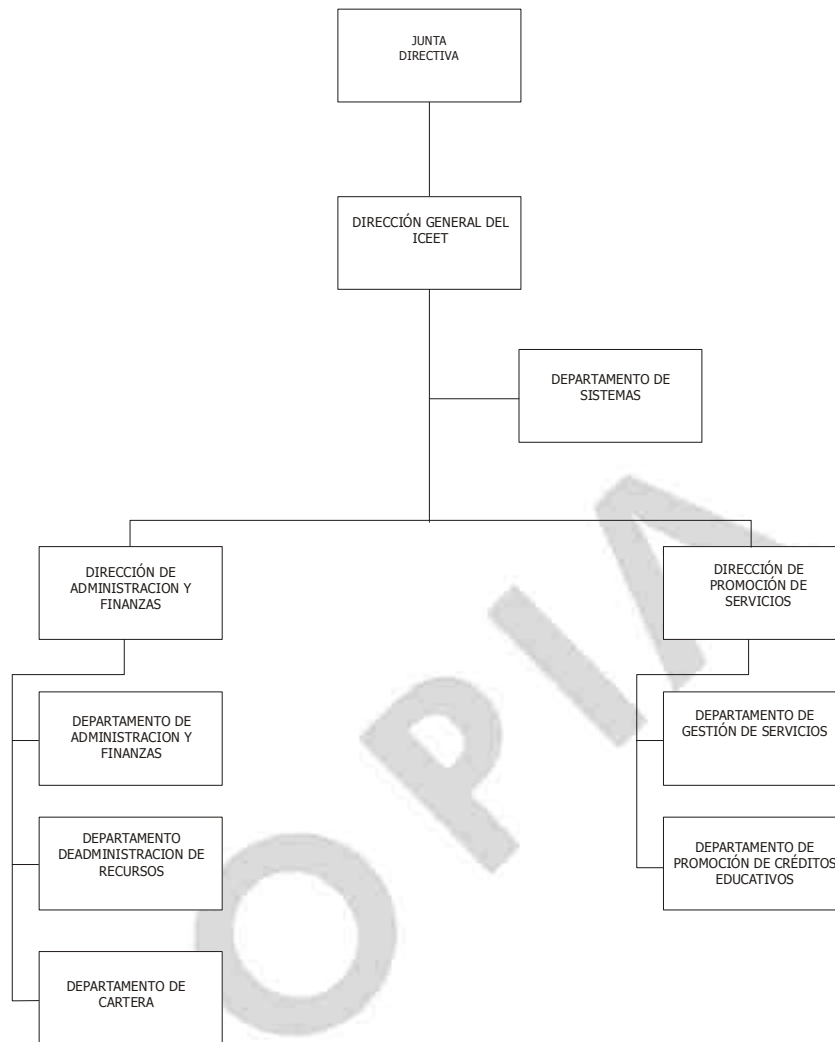 JUNTA
DIRECTIVA
DIRECCIÓN GENERAL DEL
ICEET
DEPARTAMENTO DE
SISTEMAS
DIRECCIÓN DE
ADMINISTRACION Y
FINANZAS
DIRECCIÓN DE
PROMOCIÓN DE
SERVICIOS
DEPARTAMENTO DE
ADMINISTRACION Y
FINANZAS
DEPARTAMENTO DE
GESTIÓN DE SERVICIOS
DEPARTAMENTO
DEADMINISTRACION DE
RECURSOS
DEPARTAMENTO DE
PROMOCIÓN DE CRÉDITOS
EDUCATIVOS
DEPARTAMENTO DE
CARTERA
OPIA